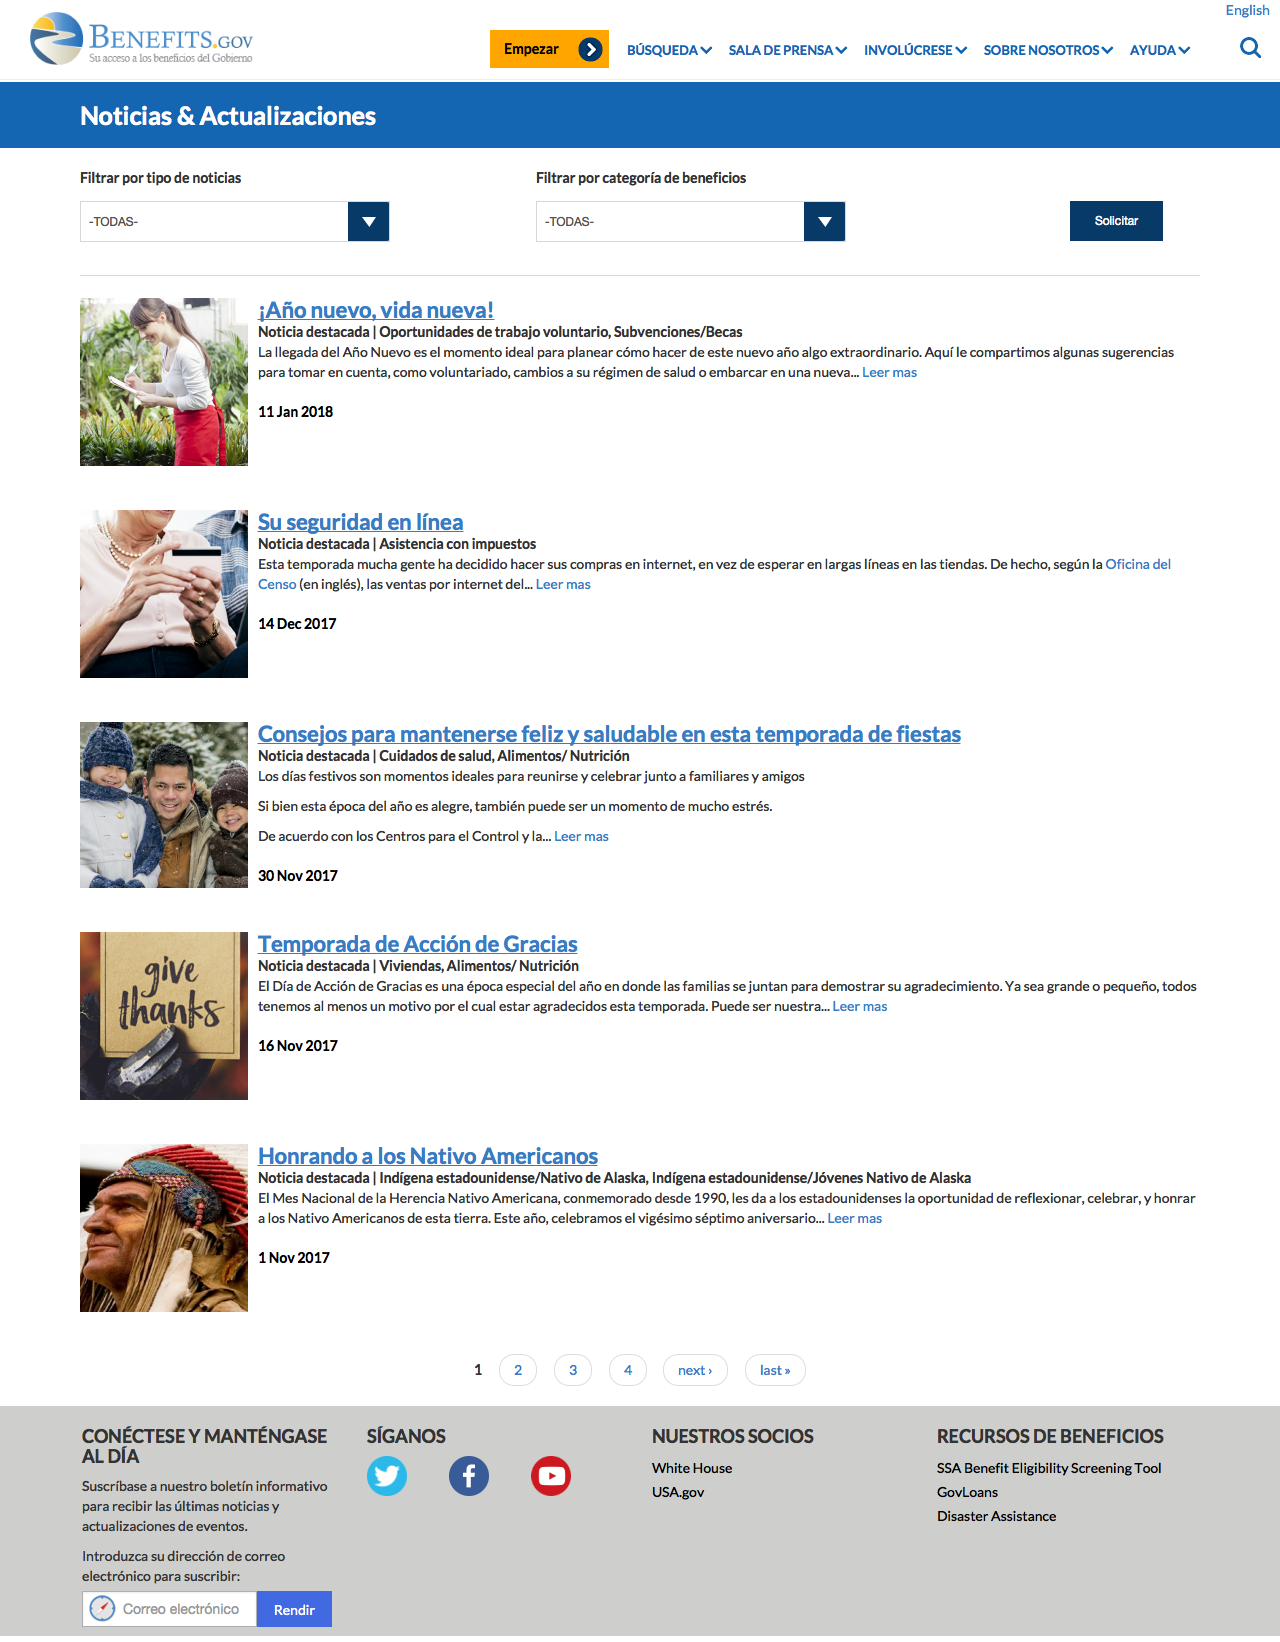 English
BENEFITS.GOV
Su acceso a los beneficios del Gobierno
Empezar
BÚSQUEDA
SALA DE PRENSA
INVOLÚCRESE
SOBRE NOSOTROS
AYUDA
Noticias & Actualizaciones
Filtrar por tipo de noticias
Filtrar por categoría de beneficios
-TODAS-
-TODAS-
Solicitar
¡Año nuevo, vida nueva!
Noticia destacada | Oportunidades de trabajo voluntario, Subvenciones/Becas
La llegada del Año Nuevo es el momento ideal para planear cómo hacer de este nuevo año algo extraordinario. Aquí le compartimos algunas sugerencias
para tomar en cuenta, como voluntariado, cambios a su régimen de salud o embarcar en una nueva... Leer mas
11 Jan 2018
Su seguridad en línea
Noticia destacada | Asistencia con impuestos
Esta temporada mucha gente ha decidido hacer sus compras en internet, en vez de esperar en largas líneas en las tiendas. De hecho, según la Oficina del
Censo (en inglés), las ventas por internet del... Leer mas
14 Dec 2017
Consejos para mantenerse feliz y saludable en esta temporada de fiestas
Noticia destacada | Cuidados de salud, Alimentos/ Nutrición
Los días festivos son momentos ideales para reunirse y celebrar junto a familiares y amigos
Si bien esta época del año es alegre, también puede ser un momento de mucho estrés.
De acuerdo con los Centros para el Control y la... Leer mas
30 Nov 2017
give
thanks
Temporada de Acción de Gracias
Noticia destacada | Viviendas, Alimentos/ Nutrición
El Día de Acción de Gracias es una época especial del año en donde las familias se juntan para demostrar su agradecimiento. Ya sea grande o pequeño, todos
tenemos al menos un motivo por el cual estar agradecidos esta temporada. Puede ser nuestra... Leer mas
16 Nov 2017
Honrando a los Nativo Americanos
Noticia destacada | Indígena estadounidense/Nativo de Alaska, Indígena estadounidense/Jóvenes Nativo de Alaska
El Mes Nacional de la Herencia Nativo Americana, conmemorado desde 1990, les da a los estadounidenses la oportunidad de reflexionar, celebrar, y honrar
a los Nativo Americanos de esta tierra. Este año, celebramos el vigésimo séptimo aniversario... Leer mas
1 Nov 2017
1 2 3 4 next › last »
CONÉCTESE Y MANTÉNGASE
AL DÍA
Suscríbase a nuestro boletín informativo
para recibir las últimas noticias y
actualizaciones de eventos.
Introduzca su dirección de correo
electrónico para suscribir:
Correo electrónico
Rendir
SÍGANOS
NUESTROS SOCIOS
White House
USA.gov
RECURSOS DE BENEFICIOS
SSA Benefit Eligibility Screening Tool
GovLoans
Disaster Assistance